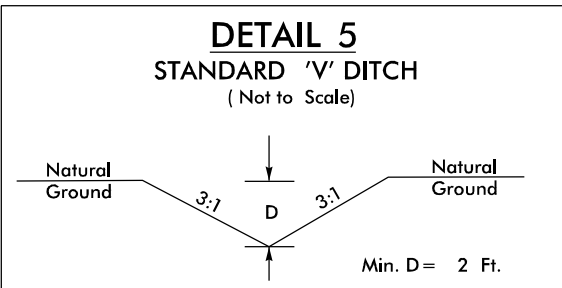 DETAIL 5
STANDARD 'V' DITCH
( Not to Scale)
Natural
Ground
3:1
D
3:1
Natural
Ground
Min. D = 2 Ft.